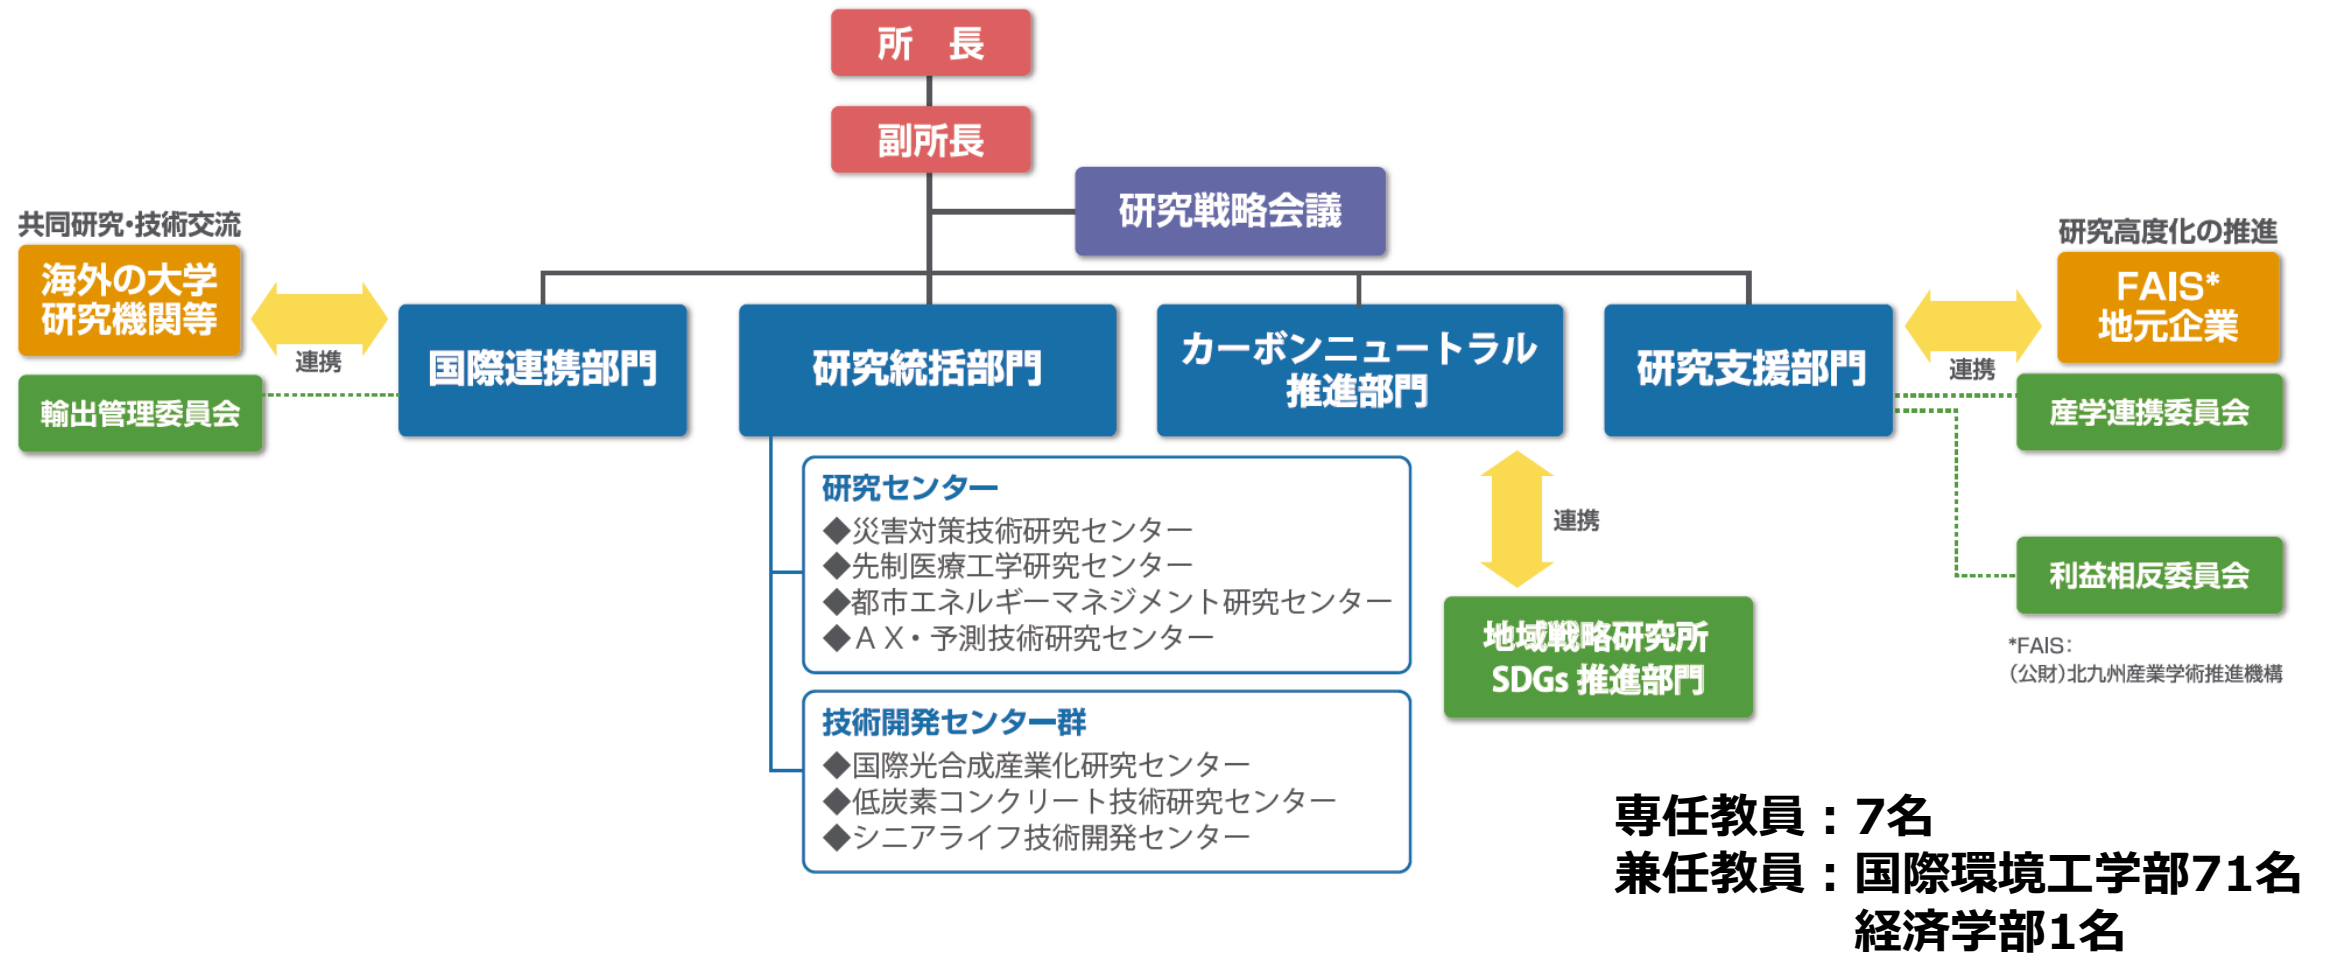 所　長
副所長
研究戦略会議
共同研究・技術交流
海外の大学
研究機関等
連携
輸出管理委員会
国際連携部門
研究統括部門
カーボンニュートラル
推進部門
研究支援部門
研究高度化の推進
FAIS*
地元企業
連携
産学連携委員会
利益相反委員会
*FAIS：
（公財）北九州産業学術推進機構
研究センター
◆災害対策技術研究センター
◆先制医療工学研究センター
◆都市エネルギーマネジメント研究センター
◆ＡＸ・予測技術研究センター
連携
地域戦略研究所
SDGs 推進部門
技術開発センター群
◆国際光合成産業化研究センター
◆低炭素コンクリート技術研究センター
◆シニアライフ技術開発センター
専任教員：7名
兼任教員：国際環境工学部71名
経済学部1名